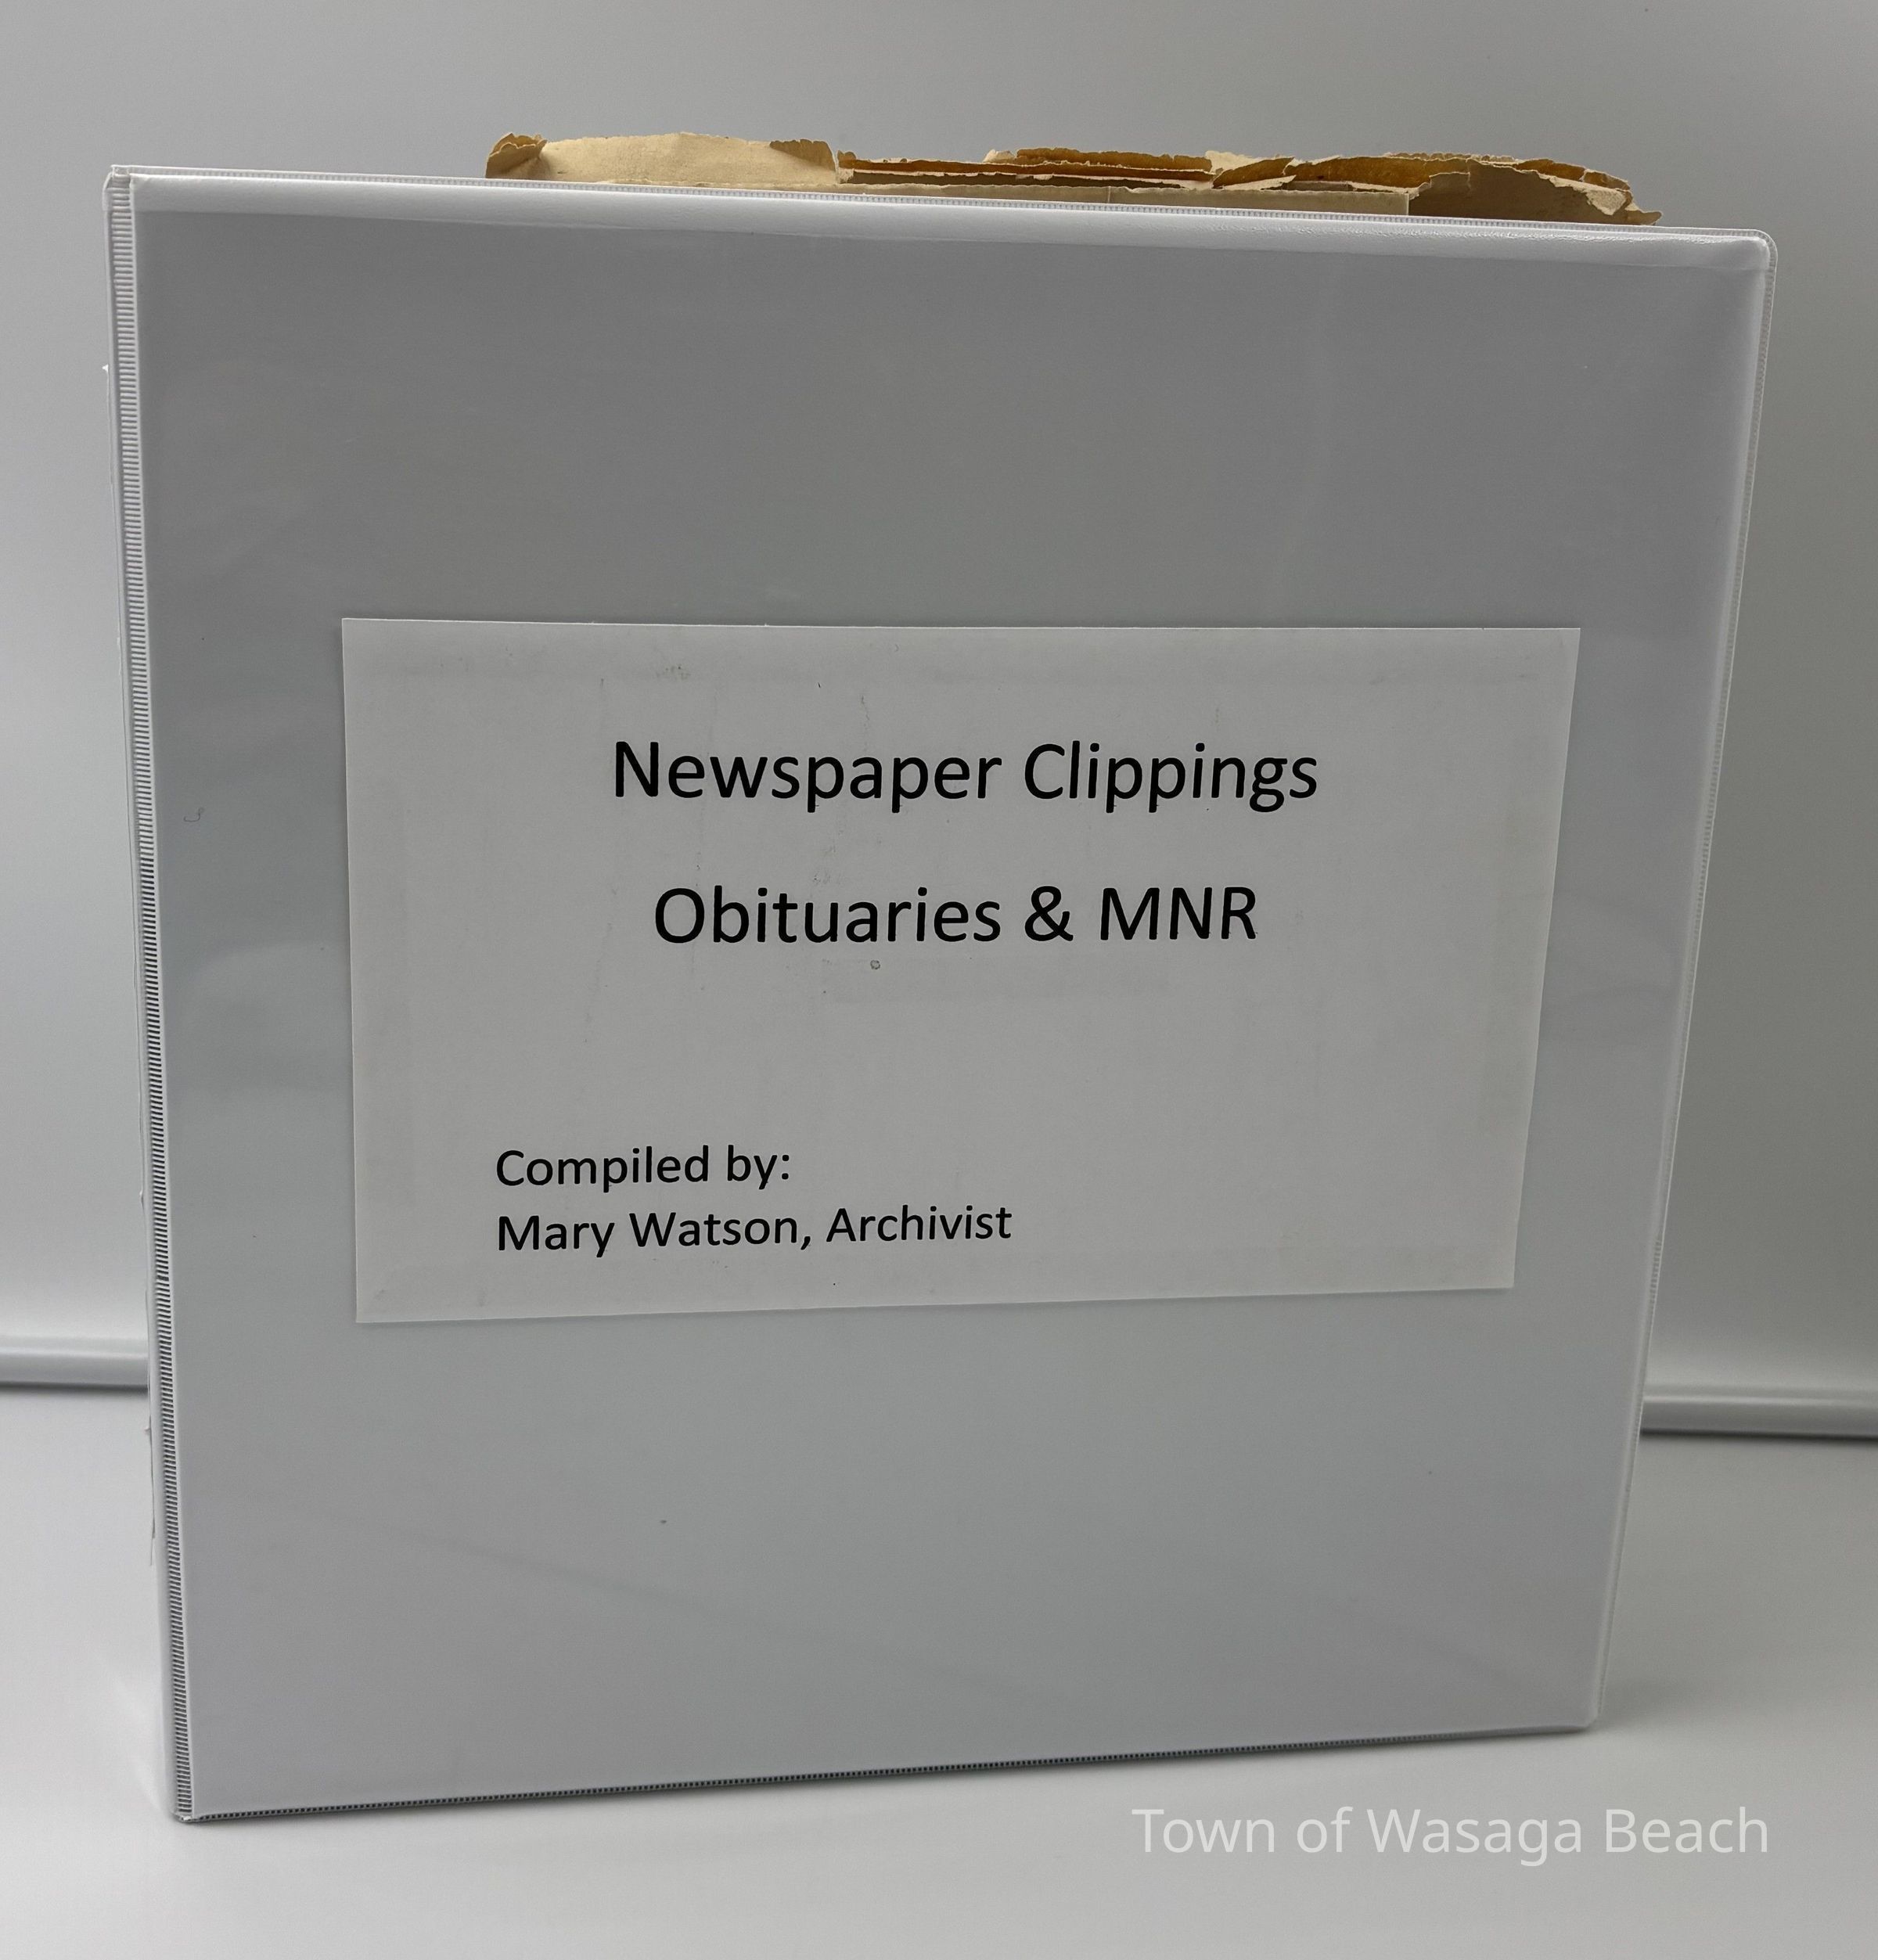 Newspaper Clippings
Obituaries & MNR
Compiled by:
Mary Watson, Archivist
Town of Wasaga Beach